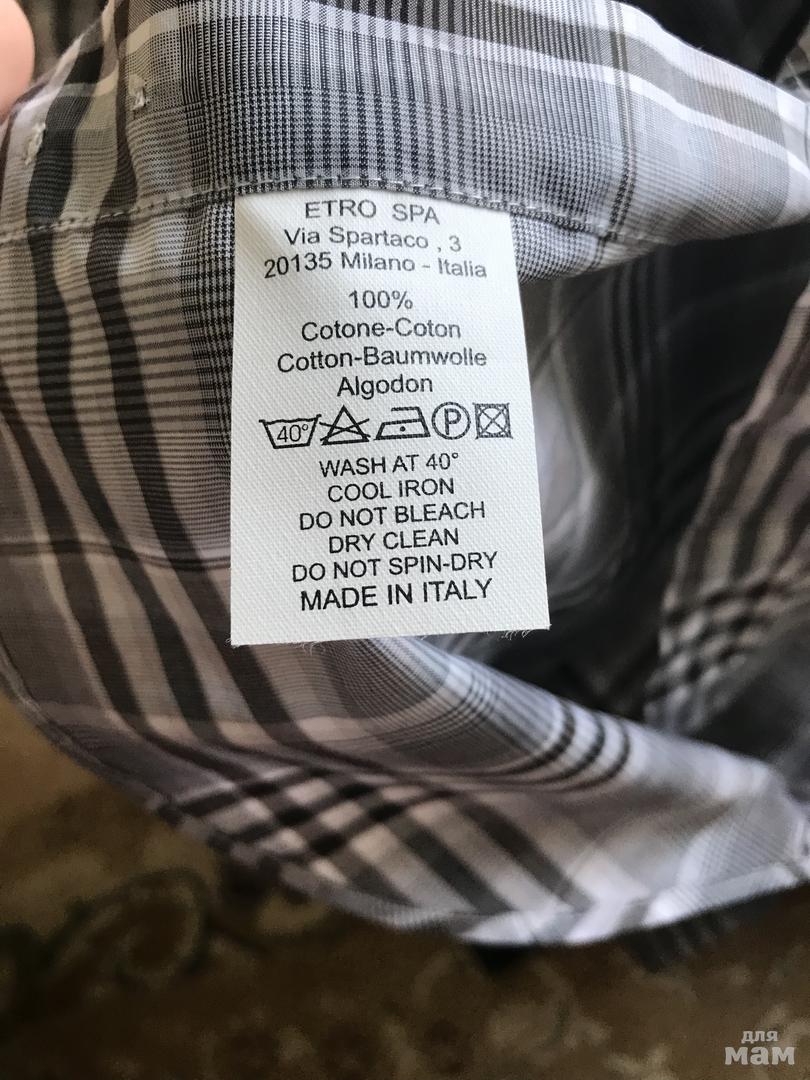 ETRO SPA
Via Spartaco , 3
20135 Milano - Italia
100%
Cotone-Coton
Cotton-Baumwolle
Algodon
40° P
WASH AT 40°
COOL IRON
DO NOT BLEACH
DRY CLEAN
DO NOT SPIN-DRY
MADE IN ITALY
для
мам